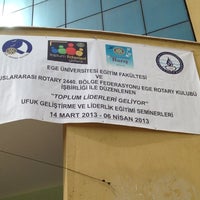 EGE ÜNİVERSİTESİ EĞİTİM FAKÜLTESİ
VE
USLARARASI ROTARY 2440. BÖLGE FEDERASYONU EGE ROTARY KULUBÜ
İŞBİRLİĞİ İLE DÜZENLENEN
"TOPLUM LİDERLERİ GELİYOR"
UFUK GELİŞTİRME VE LİDERLİK EĞİTİMİ SEMİNERLERİ
14 MART 2013 - 06 NİSAN 2013